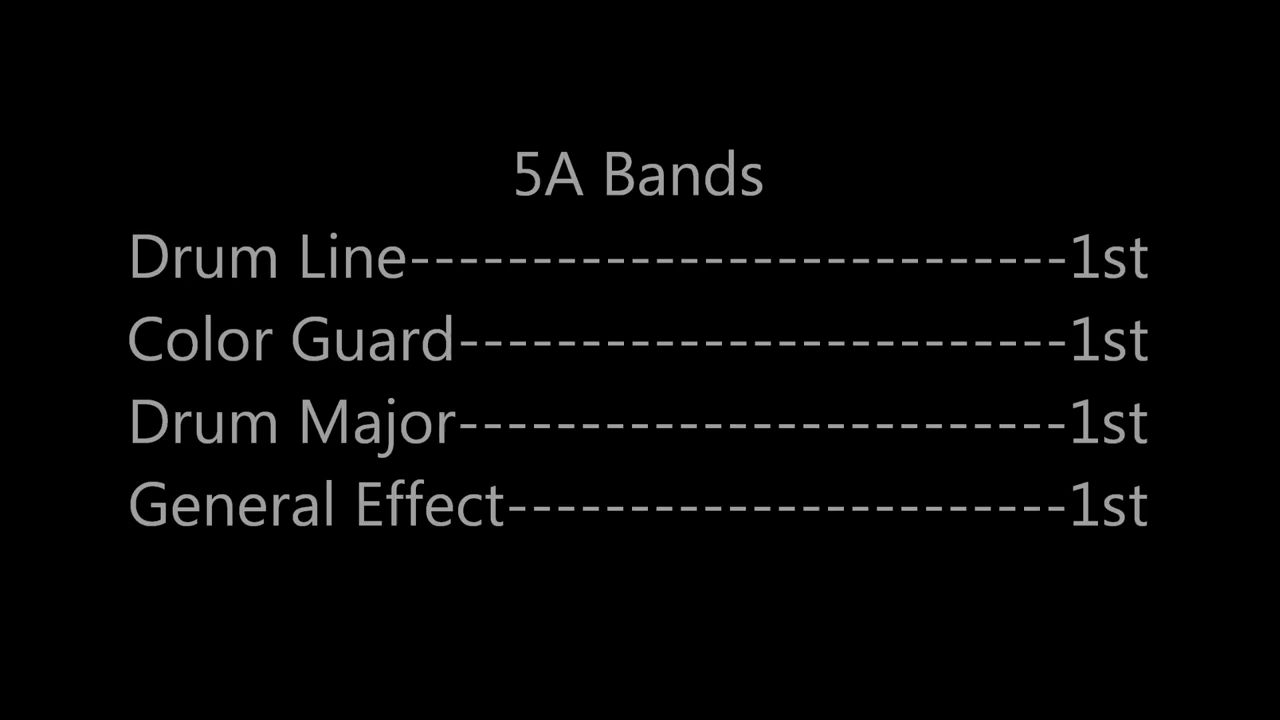 5A Bands
Drum Line---------------------------1st
Color Guard-------------------------1st
Drum Major-------------------------1st
General Effect-----------------------1st